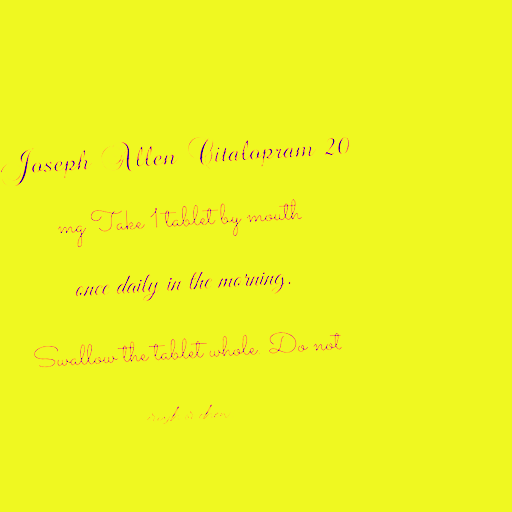 Joseph Allen Citalopram 20
mg Take 1 tablet by mouth
once daily in the morning.
Swallow the tablet whole Do not